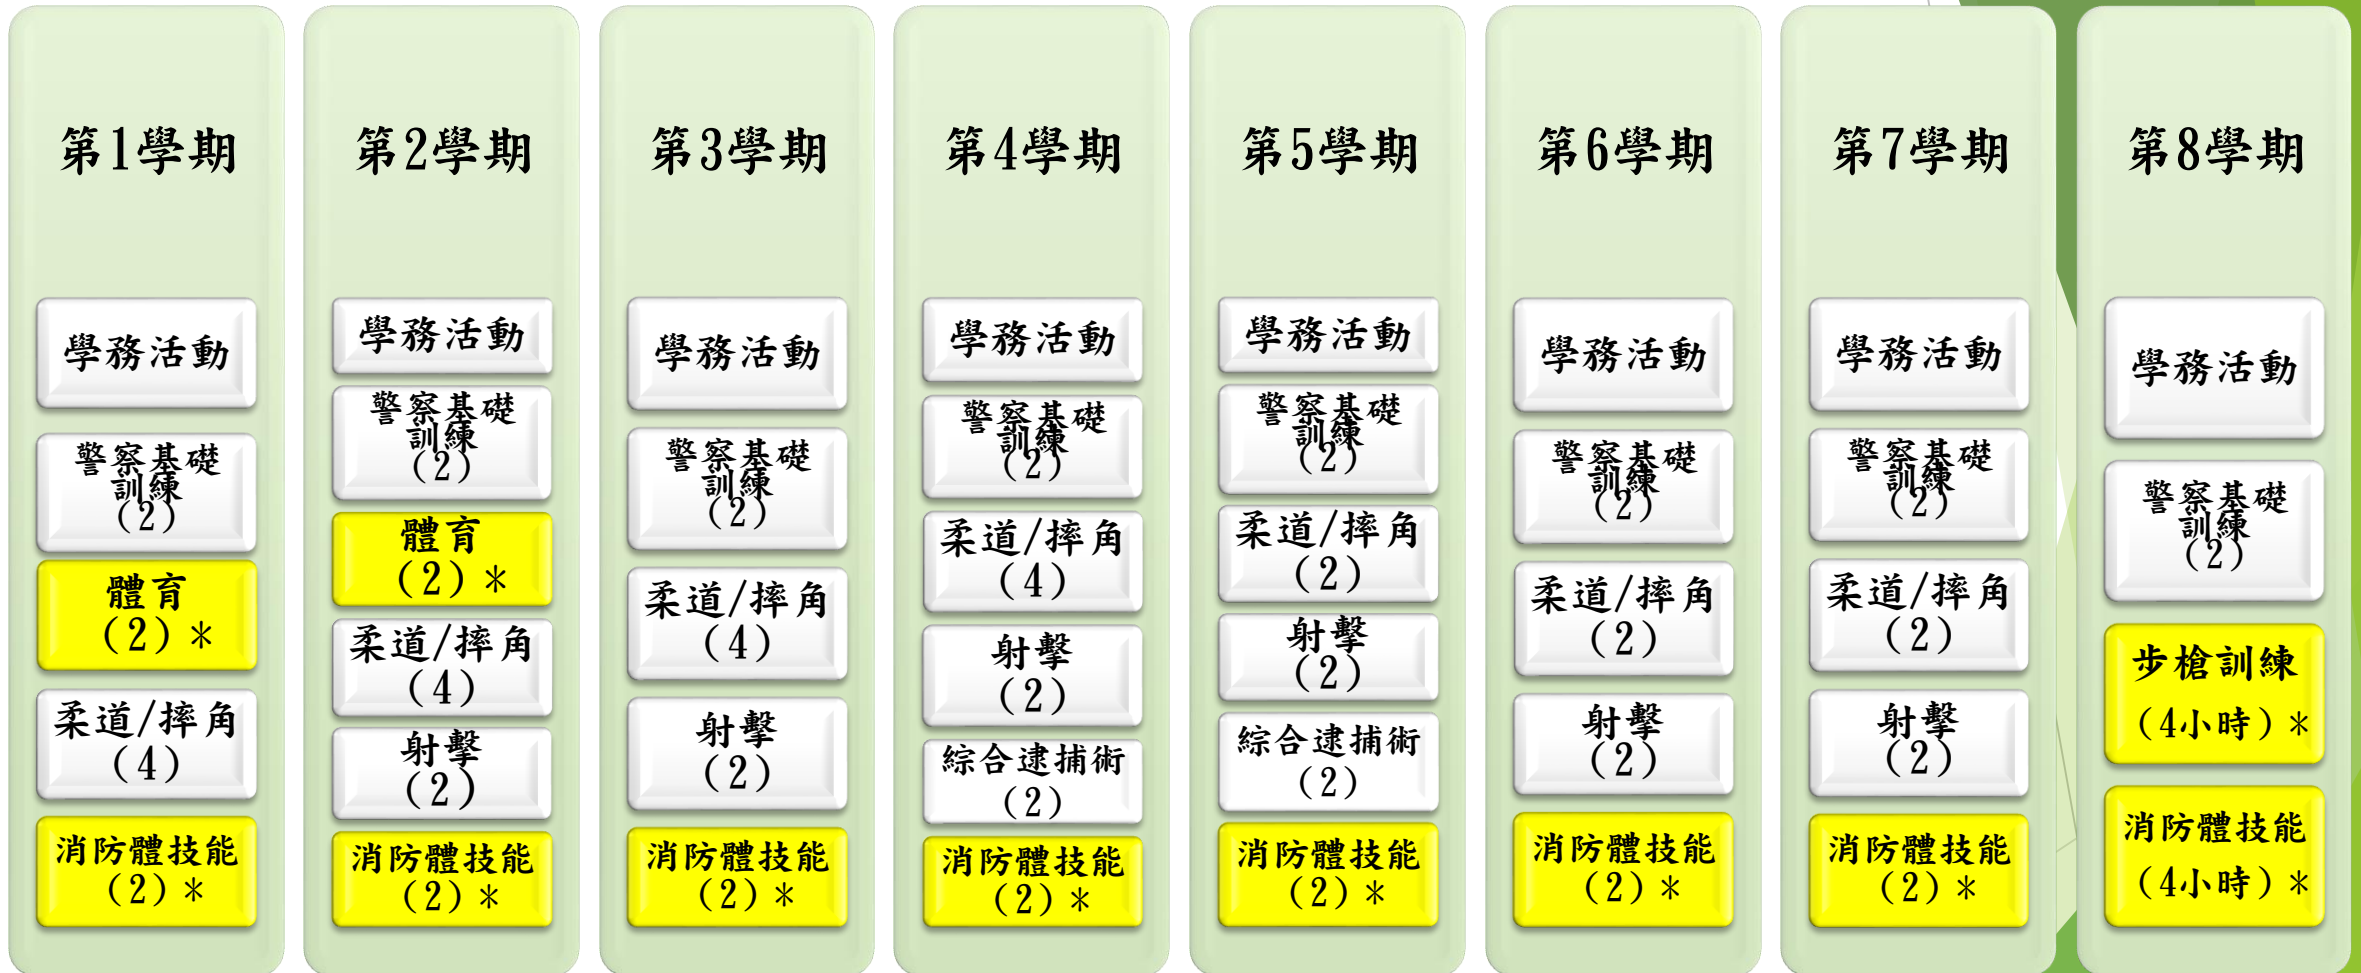 第1學期
學務活動
警察基礎
訓練
(2)
體育
(2)*
柔道/摔角
(4)
消防體技能
(2)*
第2學期
學務活動
警察基礎
訓練
(2)
體育
(2)*
柔道/摔角
(4)
射擊
(2)
消防體技能
(2)*
第3學期
學務活動
警察基礎
訓練
(2)
柔道/摔角
(4)
射擊
(2)
消防體技能
(2)*
第4學期
學務活動
警察基礎
訓練
(2)
柔道/摔角
(4)
射擊
(2)
綜合逮捕術
(2)
消防體技能
(2)*
第5學期
學務活動
警察基礎
訓練
(2)
柔道/摔角
(2)
射擊
(2)
綜合逮捕術
(2)
消防體技能
(2)*
第6學期
學務活動
警察基礎
訓練
(2)
柔道/摔角
(2)
射擊
(2)
消防體技能
(2)*
第7學期
學務活動
警察基礎
訓練
(2)
柔道/摔角
(2)
射擊
(2)
消防體技能
(2)*
第8學期
學務活動
警察基礎
訓練
(2)
步槍訓練
(4小時)*
消防體技能
(4小時)*